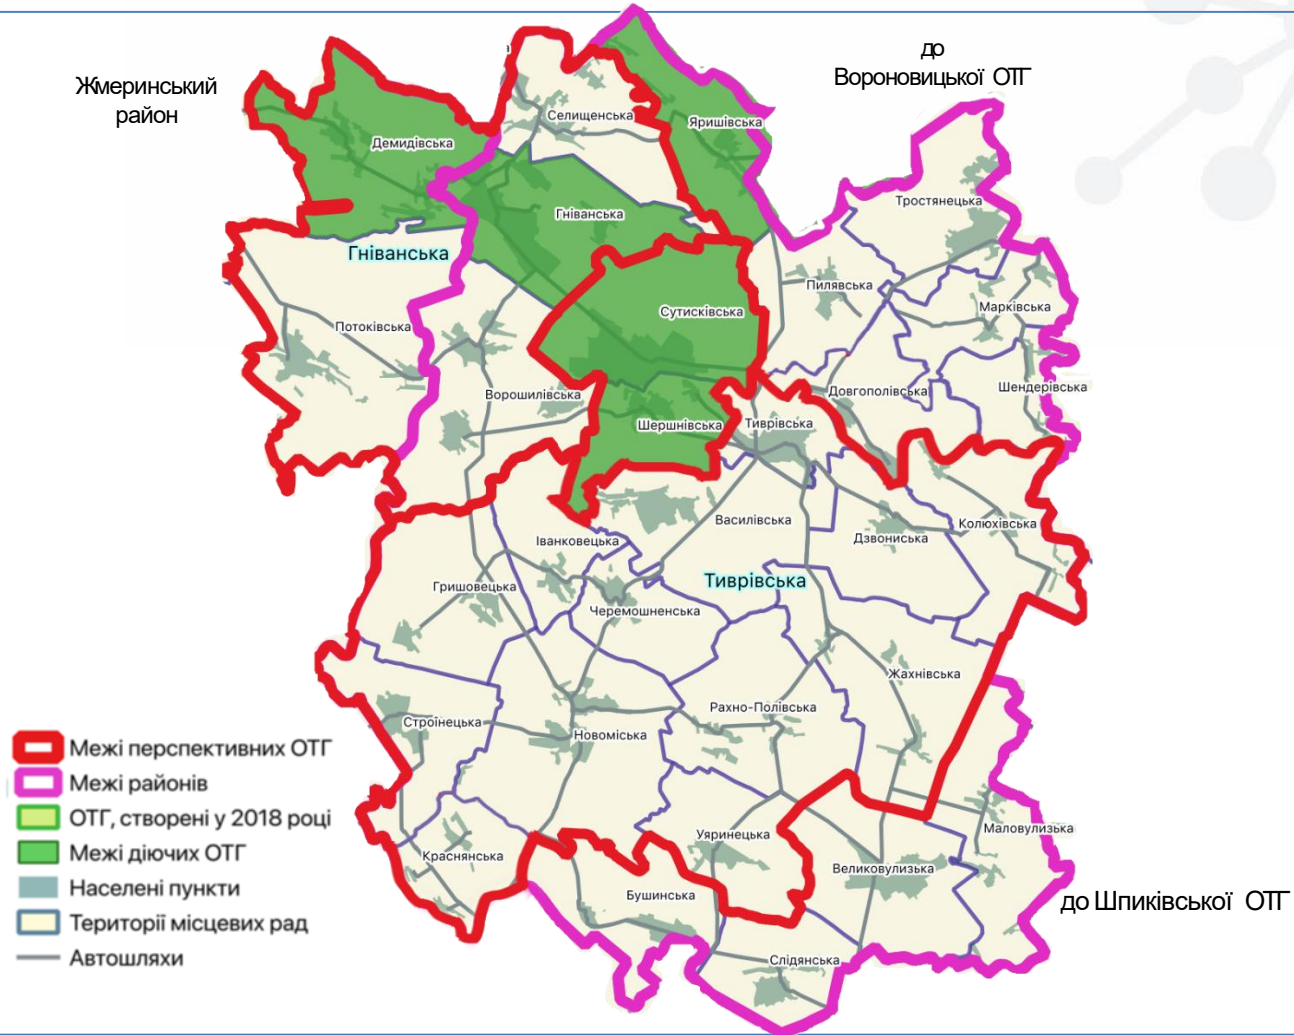 Жмеринський
район
до
Вороновицької ОТГ
Селищенська
Яришівська
Демидівська
Тростянецька
Гніванська
Гніванська
Пилявська
Марківська
Сутисківська
Потоківська
Шендерівська
Довгополівська
Ворошилівська
Шершнівська
Тиврівська
Василівська
Колюхівська
Дзвониська
Іванковецька
Тиврівська
Гришовецька
Черемошненська
Жахнівська
Рахно-Полівська
Строїнецька
Новоміська
Межі перспективних ОТГ
Межі районів
ОТГ, створені у 2018 році
Межі діючих ОТГ
Населені пункти
Території місцевих рад
Автошляхи
Маловулизька
Уяринецька
Краснянська
Великовулизька
Бушинська
до Шпиківської ОТГ
Слідянська